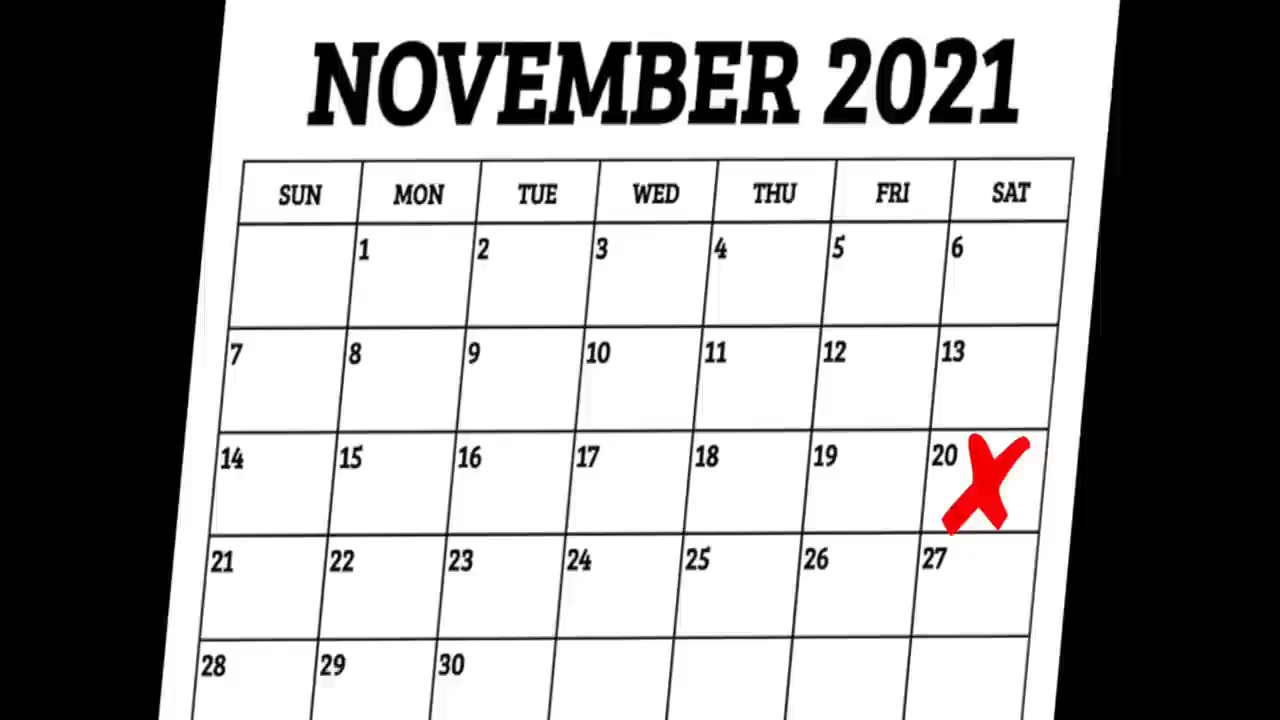 NOVEMBER 2021
SUN MON TUE WED THU FRI SAT
1 2 3 4 5 6
7 8 9 10 11 12 13
14 15 16 17 18 19 20
21 22 23 24 25 26 27
28 29 30